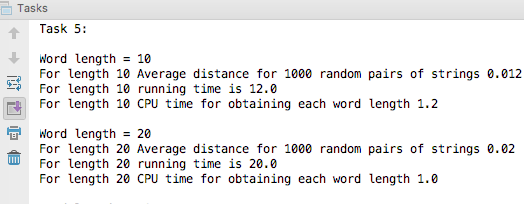 Tasks
Task 5:
Word length = 10
For length 10 Average distance for 1000 random pairs of strings 0.012
For length 10 running time is 12.0
For length 10 CPU time for obtaining each word length 1.2
Word length = 20
For length 20 Average distance for 1000 random pairs of strings 0.02
For length 20 running time is 20.0
For length 20 CPU time for obtaining each word length 1.0